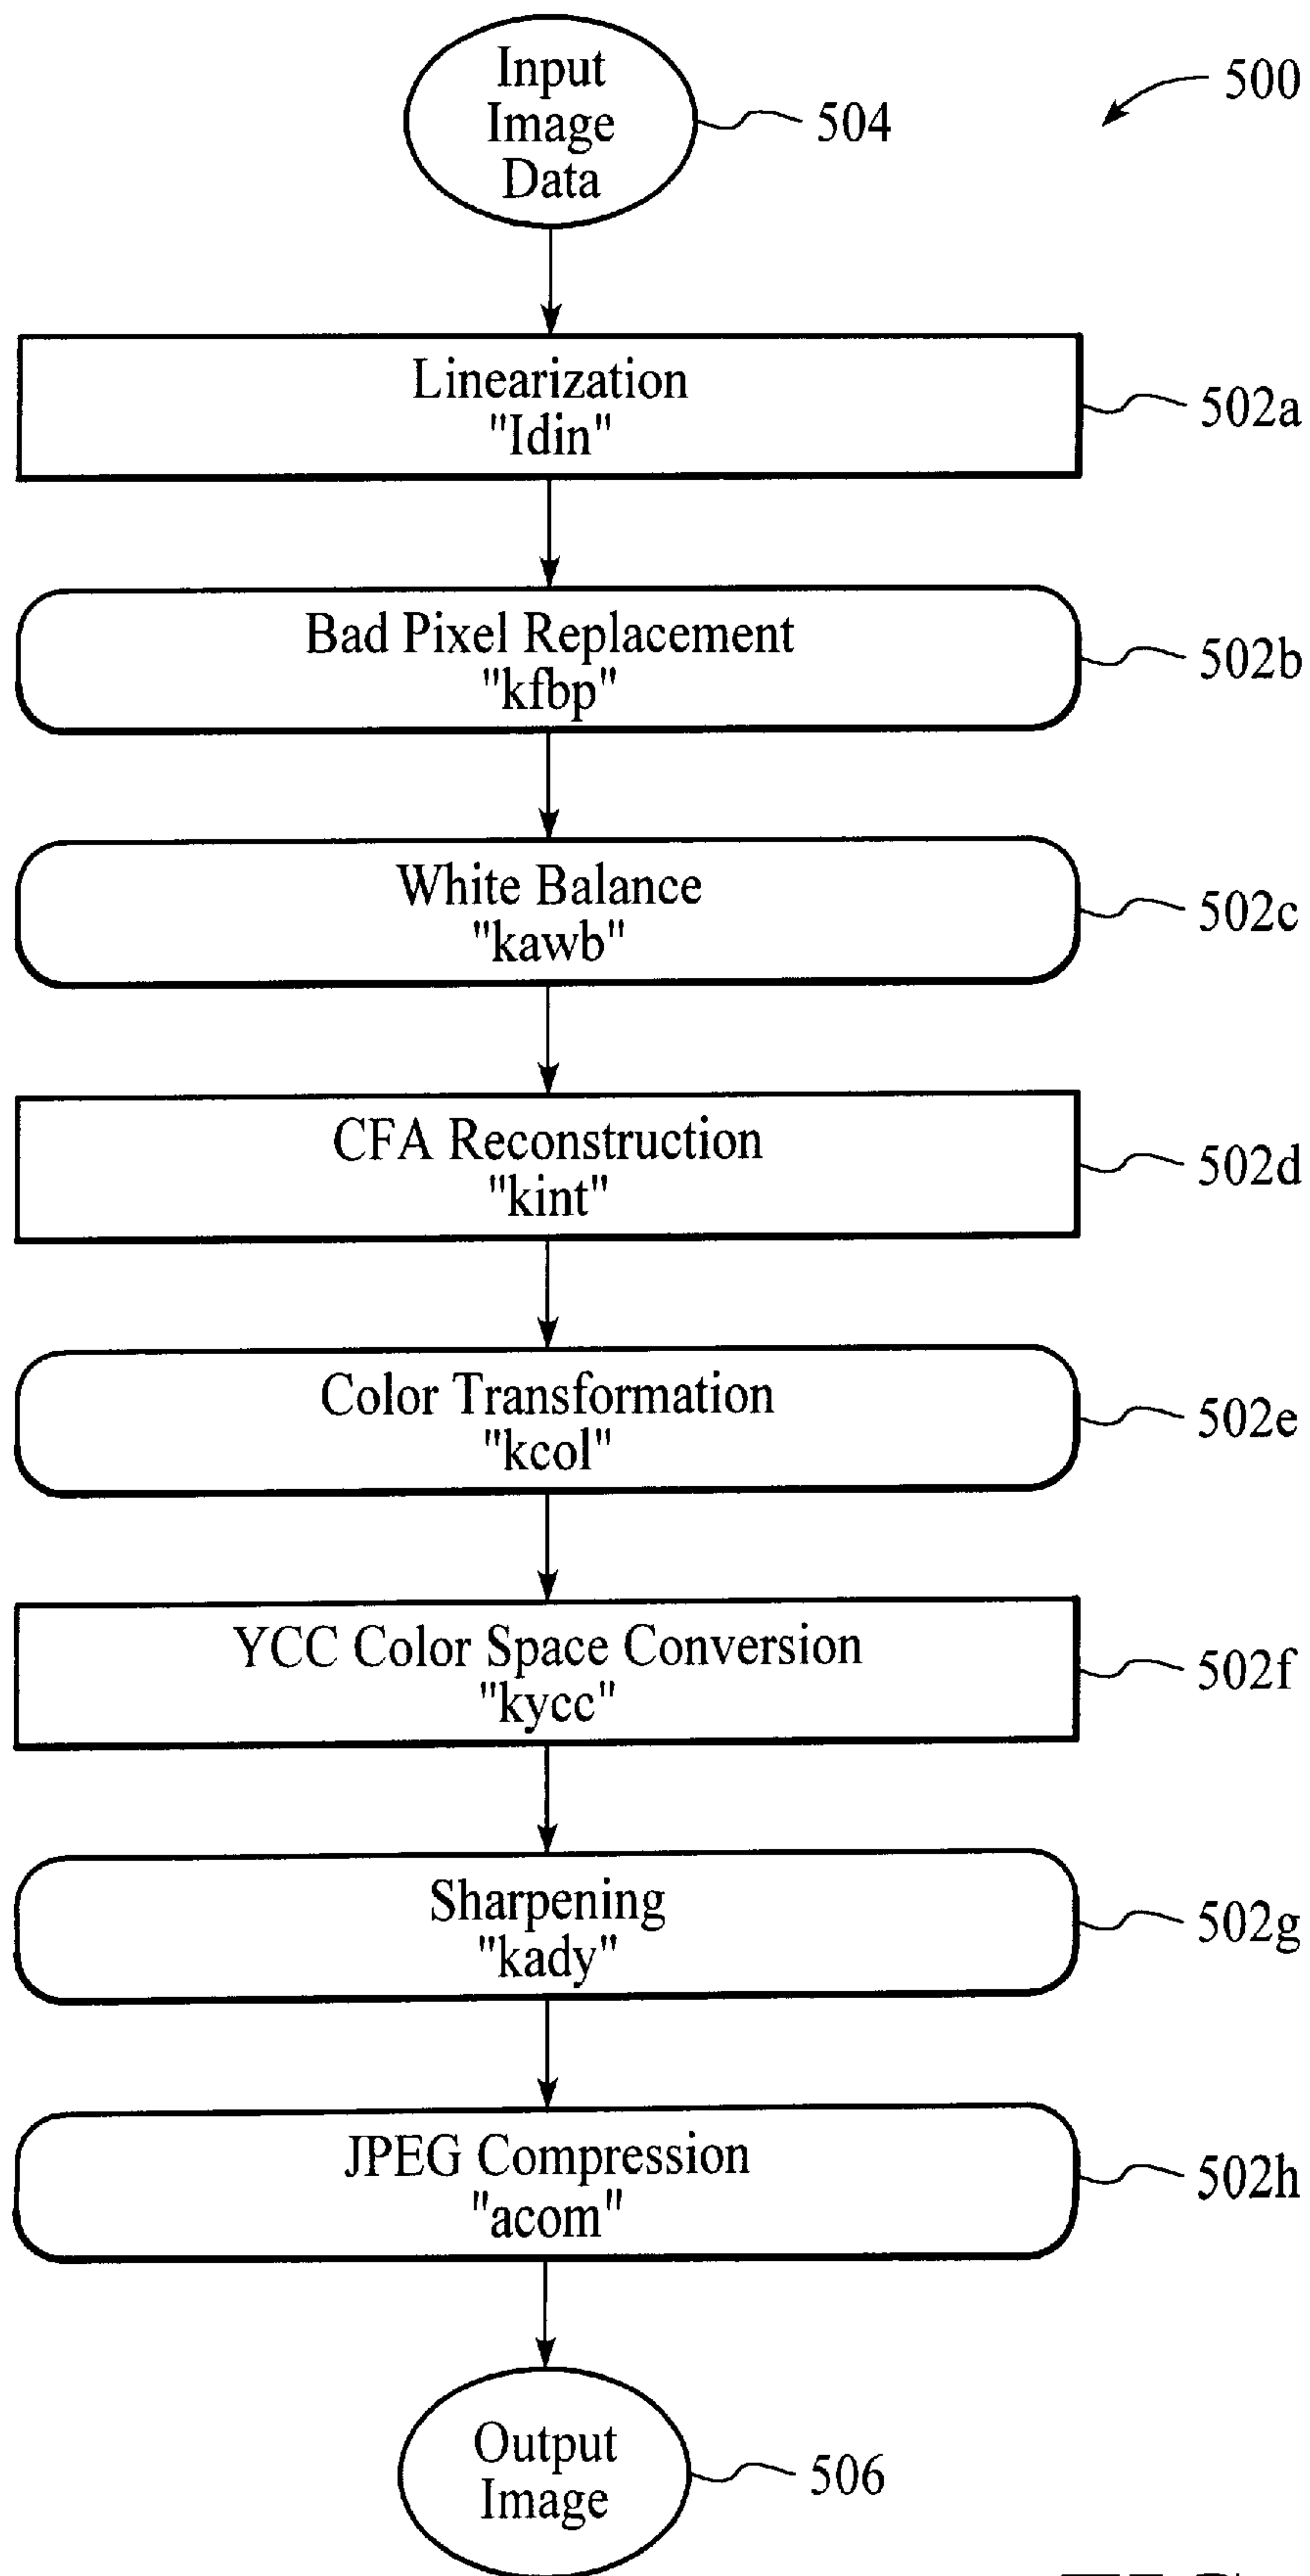 Input
Image
Data
504
500
Linearization
"Idin"
502a
Bad Pixel Replacement
"kfbp"
502b
White Balance
"kawb"
502c
CFA Reconstruction
"kint"
502d
Color Transformation
"kcol"
502e
YCC Color Space Conversion
"kycc"
502f
Sharpening
"kady"
502g
JPEG Compression
"acom"
502h
Output
Image
506